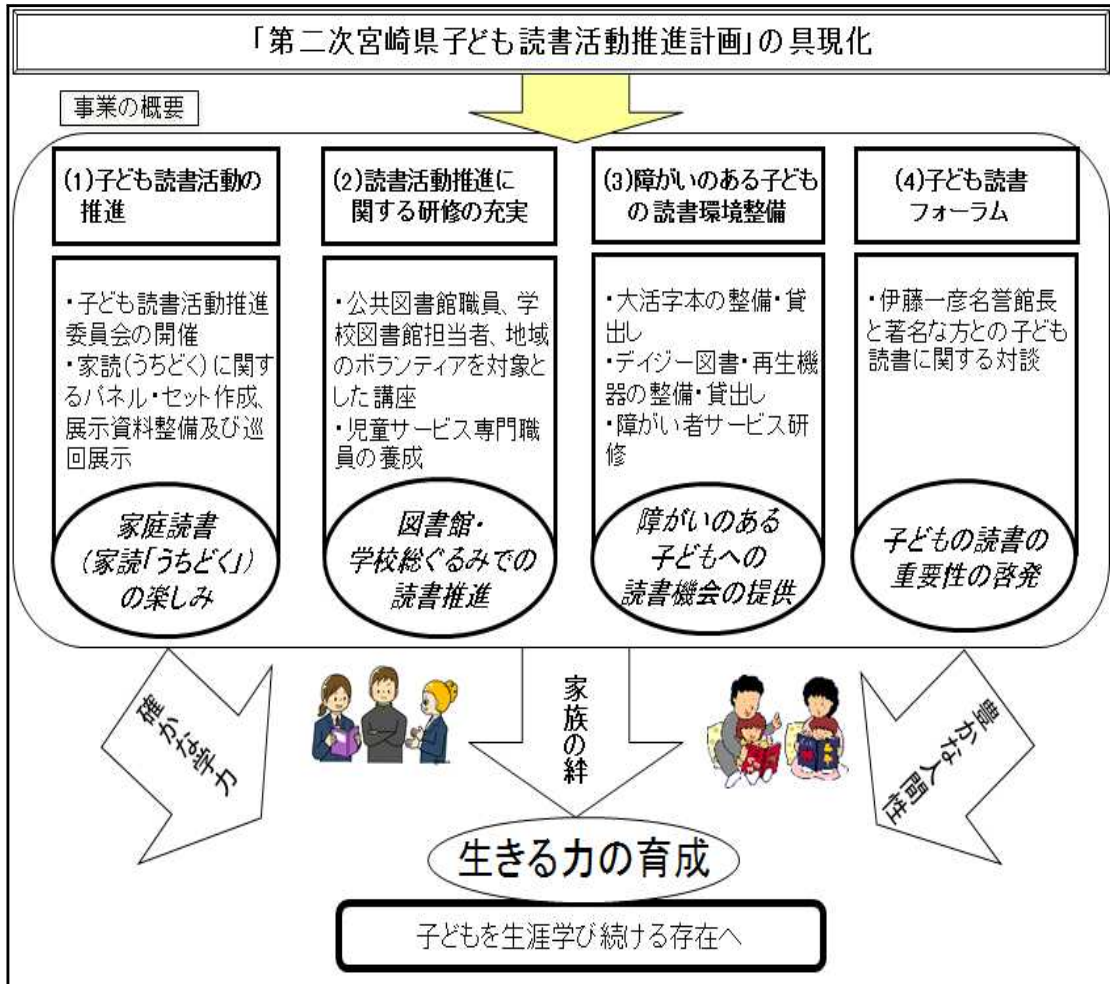 「第二次宮崎県子ども読書活動推進計画」の具現化
事業の概要
(1)子ども読書活動の
推進
・子ども読書活動推進
委員会の開催
・家読(うちどく)に関す
るパネル・セット作成、
展示資料整備及び巡
回展示
家庭読書
(家読「うちどく」)
の楽しみ
(2)読書活動推進に
関する研修の充実
・公共図書館職員、学
校図書館担当者、地域
のボランティアを対象と
した講座
・児童サービス専門職
員の養成
図書館・
学校総ぐるみでの
読書推進
(3)障がいのある子ども
の読書環境整備
・大活字本の整備・貸
出し
・デイジー図書・再生機
器の整備・貸出し
・障がい者サービス研
修
障がいのある
子どもへの
読書機会の提供
(4)子ども読書
フォーラム
・伊藤一彦名誉館長
と著名な方との子ども
読書に関する対談
子どもの読書の
重要性の啓発
確かな学力
家族の絆
豊かな人間性
生きる力の育成
子どもを生涯学び続ける存在へ